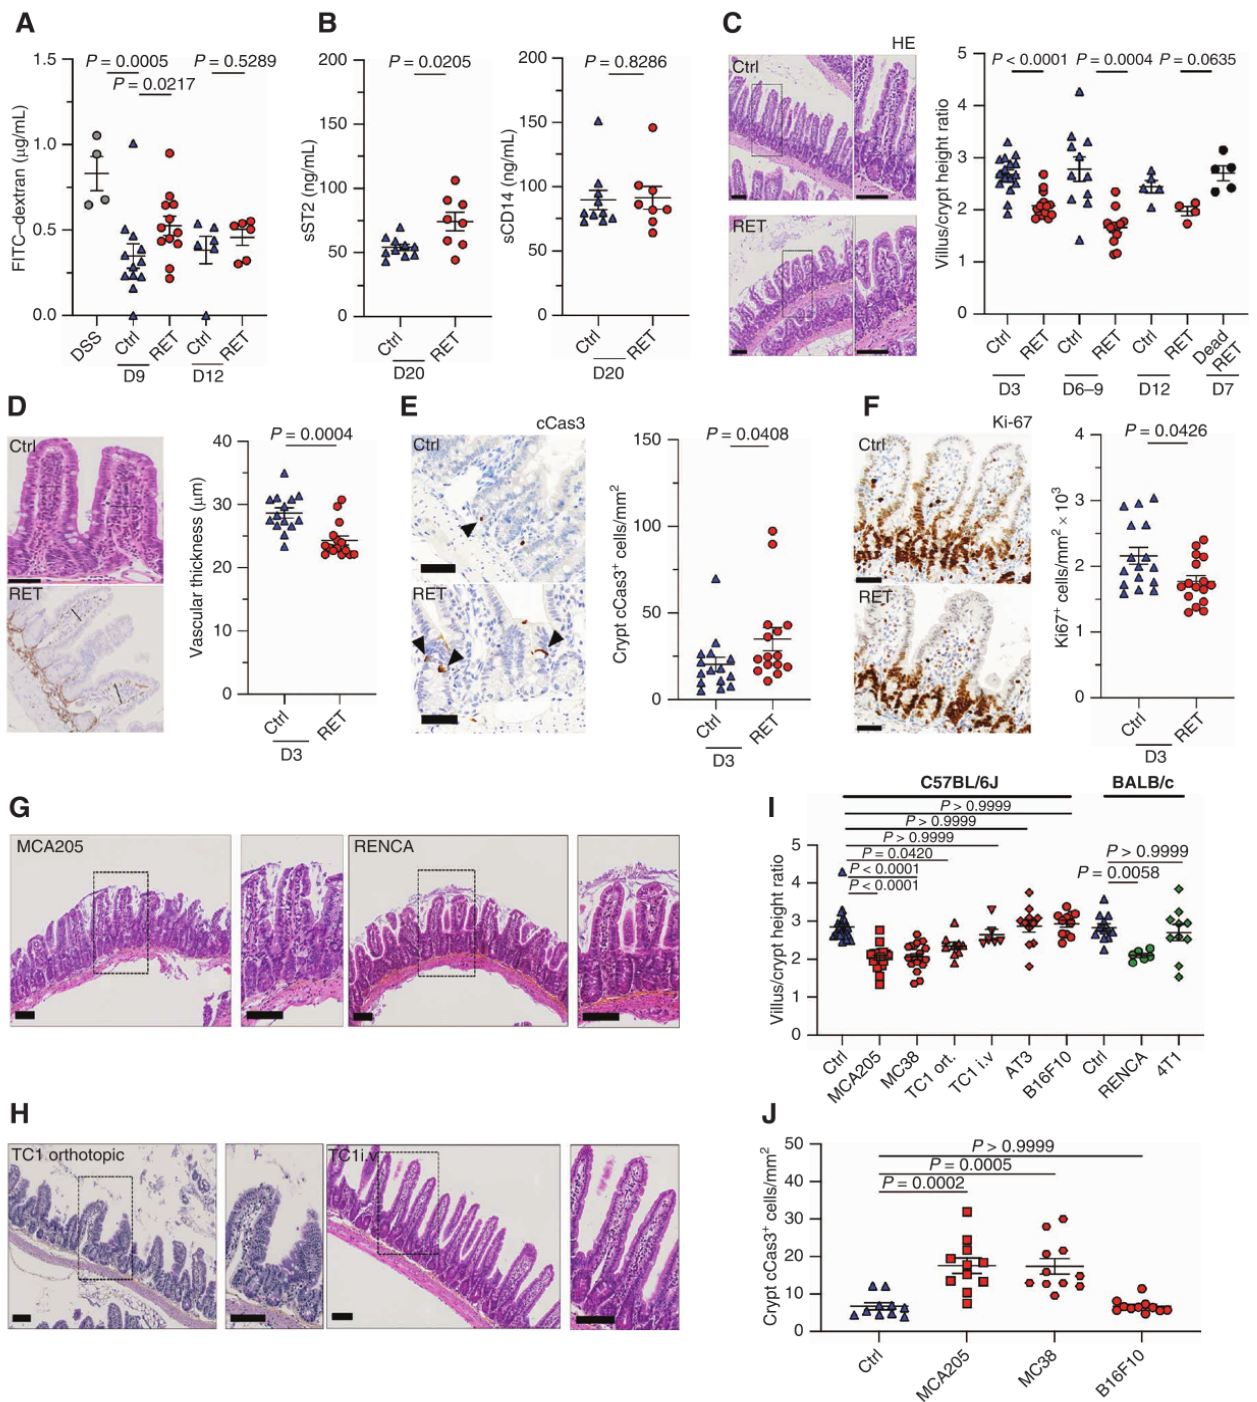 A
FITC–dextran (µg/mL)
1.5
1.0
0.5
0.0
P = 0.0005
P = 0.0217
P = 0.5289
DSS
Ctrl
RET
Ctrl
RET
D9
D12
B
sST2 (ng/mL)
200
150
100
50
0
P = 0.0205
Ctrl
RET
D20
sCD14 (ng/mL)
200
150
100
50
0
P = 0.8286
Ctrl
RET
D20
C
HE
Ctrl
RET
Villus/crypt height ratio
5
4
3
2
1
0
P < 0.0001
P = 0.0004
P = 0.0635
Ctrl
RET
Ctrl
RET
Ctrl
RET
Dead
RET
D3
D6–9
D12
D7
D
Ctrl
RET
Vascular thickness (µm)
40
30
20
10
0
P = 0.0004
Ctrl
RET
D3
E
cCas3
Ctrl
RET
Crypt cCas3+ cells/mm2
150
100
50
0
P = 0.0408
Ctrl
RET
D3
F
Ki-67
Ctrl
RET
Ki67+ cells/mm2 × 103
4
3
2
1
0
P = 0.0426
Ctrl
RET
D3
G
MCA205
RENCA
H
TC1 orthotopic
TC1i.v
I
C57BL/6J
BALB/c
P > 0.9999
P > 0.9999
P > 0.9999
P = 0.0420
P < 0.0001
P < 0.0001
P > 0.9999
P = 0.0058
Villus/crypt height ratio
5
4
3
2
1
0
Ctrl
MCA205
MC38
TC1 ort.
TC1 i.v
AT3
B16F10
Ctrl
RENCA
4T1
J
Crypt cCas3+ cells/mm2
50
40
30
20
10
0
P > 0.9999
P = 0.0005
P = 0.0002
Ctrl
MCA205
MC38
B16F10